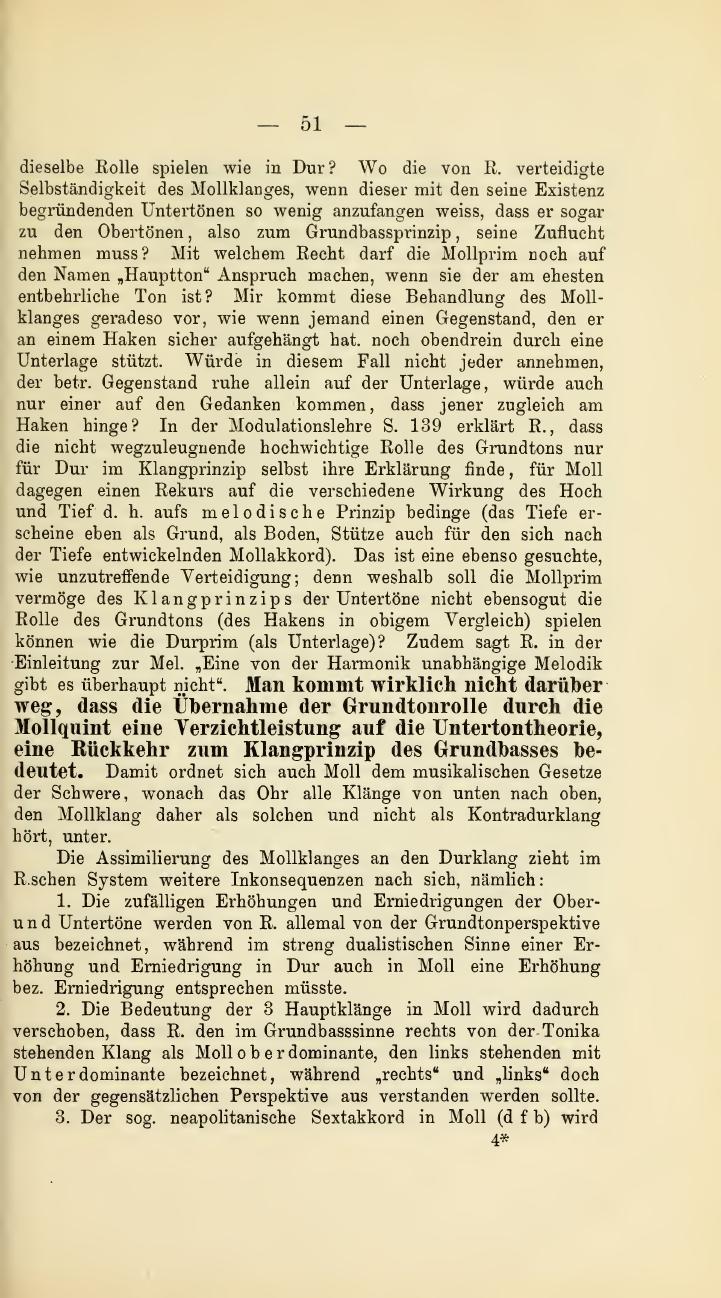 — 51 —
dieselbe Rolle spielen wie in Dur? Wo die von R. verteidigte
Selbständigkeit des Mollklanges, wenn dieser mit den seine Existenz
begründenden Untertönen so wenig anzufangen weiss, dass er sogar
zu den Obertönen, also zum Grundbassprinzip, seine Zuflucht
nehmen muss? Mit welchem Recht darf die Mollprim noch auf
den Namen „Hauptton“ Anspruch machen, wenn sie der am ehesten
entbehrliche Ton ist? Mir kommt diese Behandlung des Moll-
klanges geradeso vor, wie wenn jemand einen Gegenstand, den er
an einem Haken sicher aufgehängt hat. noch obendrein durch eine
Unterlage stützt. Würde in diesem Fall nicht jeder annehmen,
der betr. Gegenstand ruhe allein auf der Unterlage, würde auch
nur einer auf den Gedanken kommen, dass jener zugleich am
Haken hinge? In der Modulationslehre S. 139 erklärt R., dass
die nicht wegzuleugnende hochwichtige Rolle des Grundtons nur
für Dur im Klangprinzip selbst ihre Erklärung finde, für Moll
dagegen einen Rekurs auf die verschiedene Wirkung des Hoch
und Tief d. h. aufs melodische Prinzip bedinge (das Tiefe er-
scheine eben als Grund, als Boden, Stütze auch für den sich nach
der Tiefe entwickelnden Mollakkord). Das ist eine ebenso gesuchte,
wie unzutreffende Verteidigung; denn weshalb soll die Mollprim
vermöge des Klangprinzips der Untertöne nicht ebensogut die
Rolle des Grundtons (des Hakens in obigem Vergleich) spielen
können wie die Durprim (als Unterlage)? Zudem sagt R. in der
Einleitung zur Mel. „Eine von der Harmonik unabhängige Melodik
gibt es überhaupt nicht“. Man kommt wirklich nicht darüber
weg, dass die Übernahme der Grundtonrolle durch die
Mollquint eine Verzichtleistung auf die Untertontheorie,
eine Rückkehr zum Klangprinzip des Grundbasses be-
deutet. Damit ordnet sich auch Moll dem musikalischen Gesetze
der Schwere, wonach das Ohr alle Klänge von unten nach oben,
den Mollklang daher als solchen und nicht als Kontradurklang
hört, unter.
Die Assimilierung des Mollklanges an den Durklang zieht im
R.schen System weitere Inkonsequenzen nach sich, nämlich:
1. Die zufälligen Erhöhungen und Erniedrigungen der Ober-
und Untertöne werden von R. allemal von der Grundtonperspektive
aus bezeichnet, während im streng dualistischen Sinne einer Er-
höhung und Erniedrigung in Dur auch in Moll eine Erhöhung
bez. Erniedrigung entsprechen müsste.
2. Die Bedeutung der 3 Hauptklänge in Moll wird dadurch
verschoben, dass R. den im Grundbasssinne rechts von der Tonika
stehenden Klang als Molloberdominante, den links stehenden mit
Unterdominante bezeichnet, während „rechts“ und „links“ doch
von der gegensätzlichen Perspektive aus verstanden werden sollte.
3. Der sog. neapolitanische Sextakkord in Moll (d f b) wird
4*